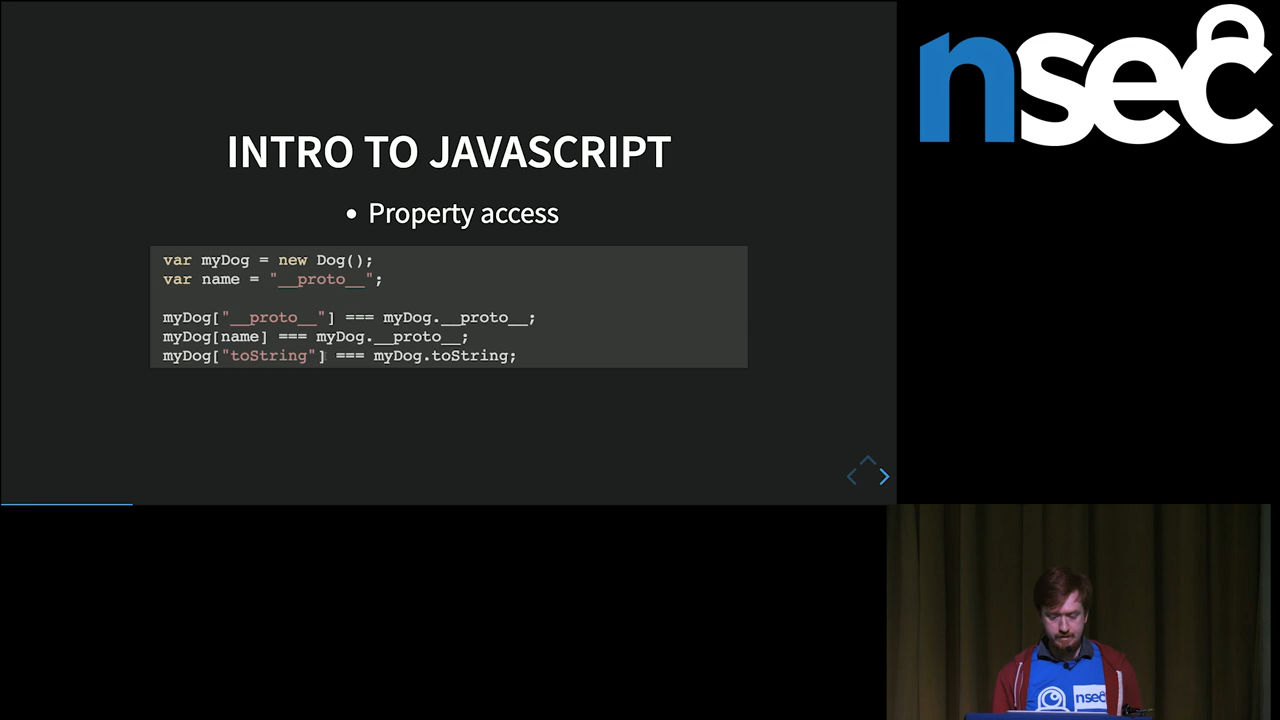 INTRO TO JAVASCRIPT
• Property access
var myDog = new Dog();
var name = "__proto__";
myDog["__proto__"] === myDog.__proto__;
myDog[name] === myDog.__proto__;
myDog["toString"] === myDog.toString;
nsec
nsec